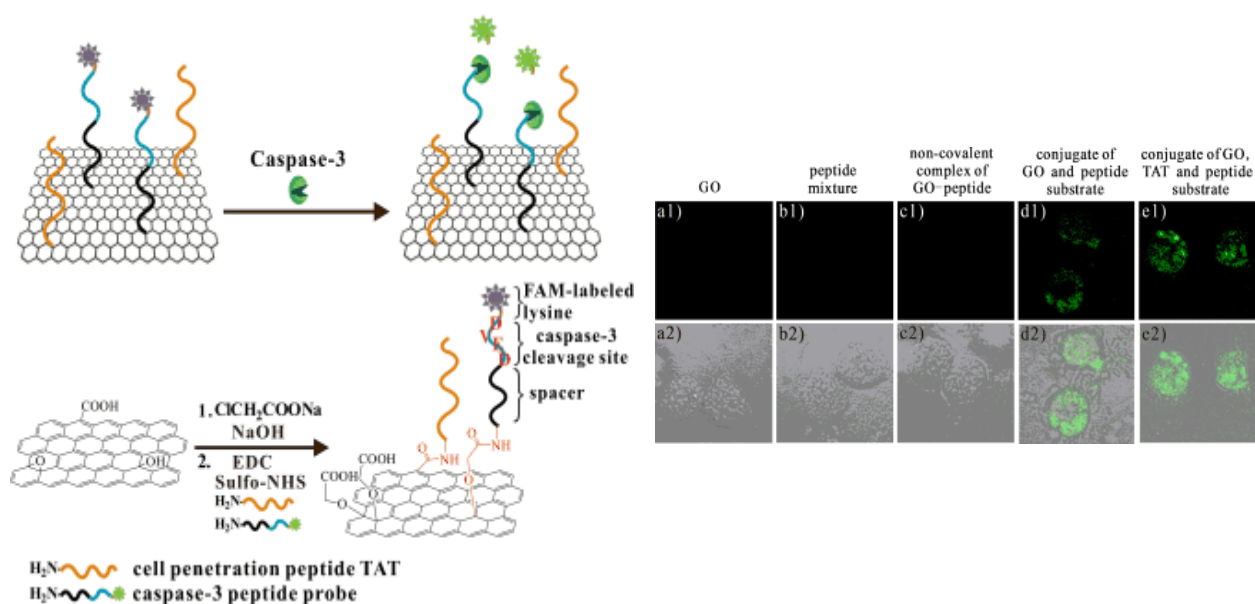 Caspase-3
FAM-labeled
lysine
D
V
E
D
caspase-3
cleavage site
spacer
COOH
O
OH
1. ClCH₂COONa
NaOH
2. EDC
Sulfo-NHS
H₂N-
H₂N-
O
NH
O
NH
COOH
COOH
O
O
O
H₂N- cell penetration peptide TAT
H₂N- caspase-3 peptide probe
GO
peptide
mixture
non-covalent
complex of
GO-peptide
conjugate of
GO and peptide
substrate
conjugate of GO,
TAT and peptide
substrate
a1)
b1)
c1)
d1)
e1)
a2)
b2)
c2)
d2)
e2)